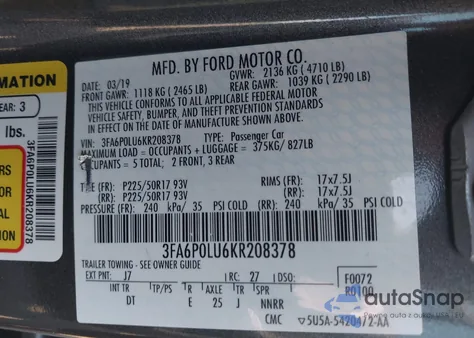 MFD. BY FORD MOTOR CO.
03/19 GVWR: 2136 KG (4710 LB)
FRONT GAWR: 1118 KG (2465 LB) REAR GAWR: 1039 KG (2290 LB)
THIS VEHICLE CONFORMS TO ALL APPLICABLE FEDERAL MOTOR
VEHICLE SAFETY, BUMPER, AND THEFT PREVENTION STANDARDS
IN EFFECT ON THE DATE OF MANUFACTURE SHOWN ABOVE.
VIN: 3FA6P0LU6KR208378 TYPE: Passenger Car
MAXIMUM LOAD = OCCUPANTS + LUGGAGE = 375KG/ 827LB
OCCUPANTS = 5 TOTAL; 2 FRONT, 3 REAR
(FR): P225/50R17 93V RIMS (FR): 17x7.5J
(RR): P225/50R17 93V (RR): 17x7.5J
PRESSURE (FR): 240 kPa/ 35 PSI COLD (RR): 240 kPa/ 35 PSI COLD
3FA6P0LU6KR208378
TRAILER TOWING - SEE OWNER GUIDE
EXT PNT: J7 RC: 27 DSO: F0072
R0100
INT TR TP/PS R AXLE TR SPR
DT E 25 J NNRR
CMC 5U5A-5420472-AA
RMATION
EAR: 3
lbs.
3FA6P0LU6KR208378
autoSnap